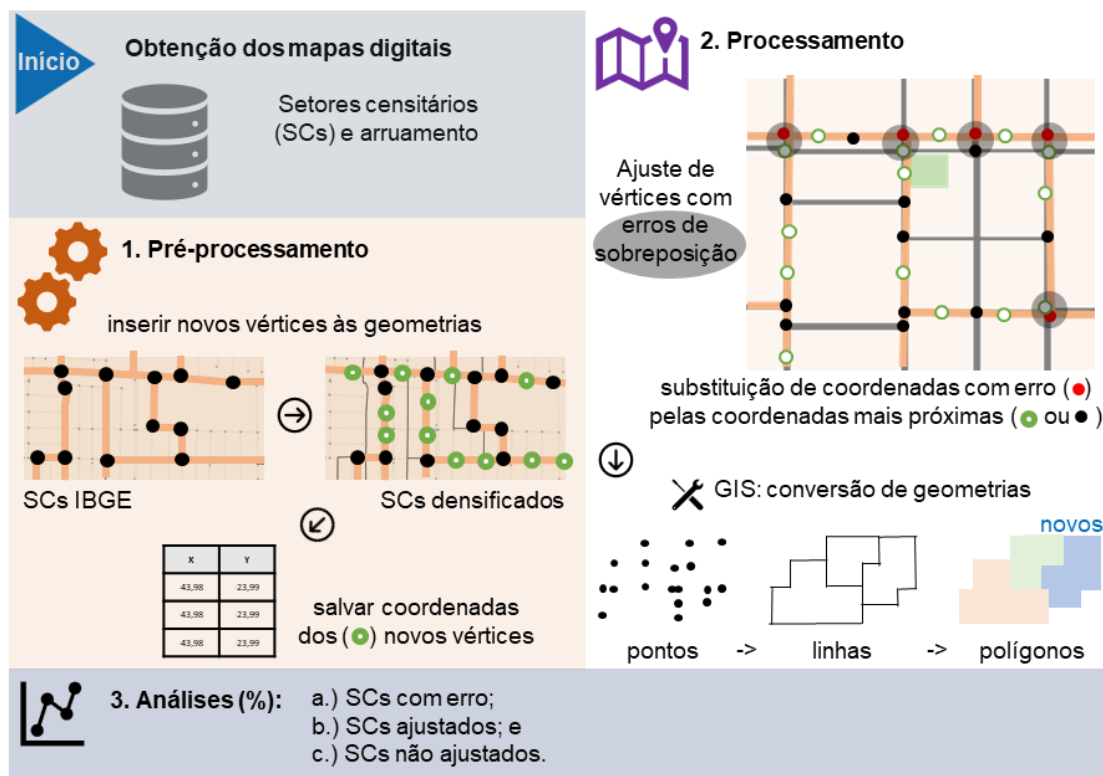 Início
Obtenção dos mapas digitais
Setores censitários
(SCs) e arruamento
1. Pré-processamento
inserir novos vértices às geometrias
SCs IBGE
SCs densificados
X Y
-43,98 -23,99
-43,98 -23,99
-43,98 -23,99
salvar coordenadas
dos ( ) novos vértices
2. Processamento
Ajuste de
vértices com
erros de
sobreposição
substituição de coordenadas com erro ( )
pelas coordenadas mais próximas ( ou )
GIS: conversão de geometrias
novos
pontos -> linhas -> polígonos
3. Análises (%):
a.) SCs com erro;
b.) SCs ajustados; e
c.) SCs não ajustados.